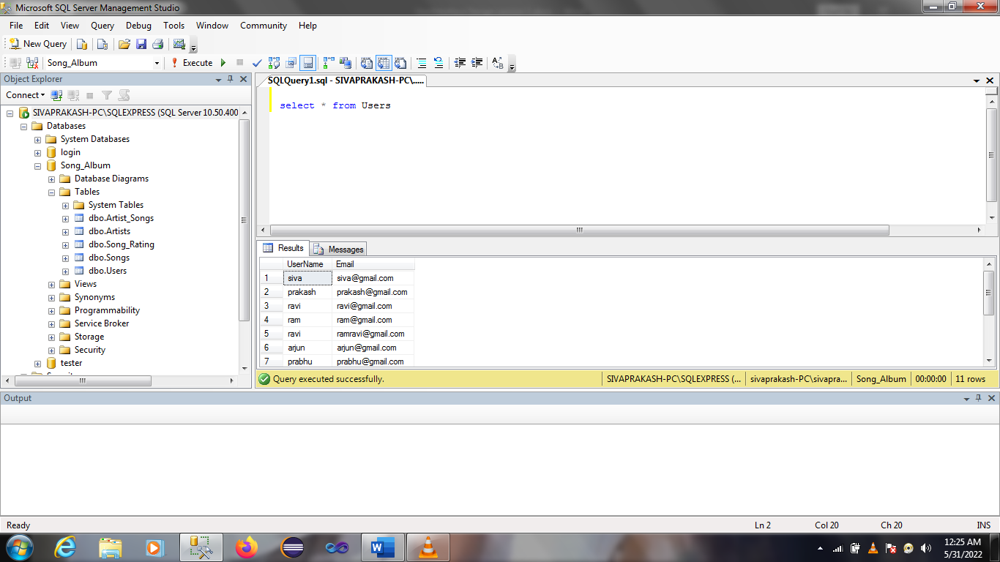 Microsoft SQL Server Management Studio
File Edit View Query Debug Tools Window Community Help
New Query
Song_Album Execute
Object Explorer
Connect
SIVAPRAKASH-PC\SQLEXPRESS (SQL Server 10.50.400
Databases
System Databases
login
Song_Album
Database Diagrams
Tables
System Tables
dbo.Artist_Songs
dbo.Artists
dbo.Song_Rating
dbo.Songs
dbo.Users
Views
Synonyms
Programmability
Service Broker
Storage
Security
tester
SQLQuery1.sql - SIVAPRAKASH-PC\.....
select * from Users
Results Messages
UserName Email
1 siva siva@gmail.com
2 prakash prakash@gmail.com
3 ravi ravi@gmail.com
4 ram ram@gmail.com
5 ravi ramravi@gmail.com
6 arjun arjun@gmail.com
7 prabhu prabhu@gmail.com
Query executed successfully. SIVAPRAKASH-PC\SQLEXPRESS (... sivaprakash-PC\sivapra... Song_Album 00:00:00 11 rows
Output
Ready Ln 2 Col 20 Ch 20 INS
12:25 AM
5/31/2022